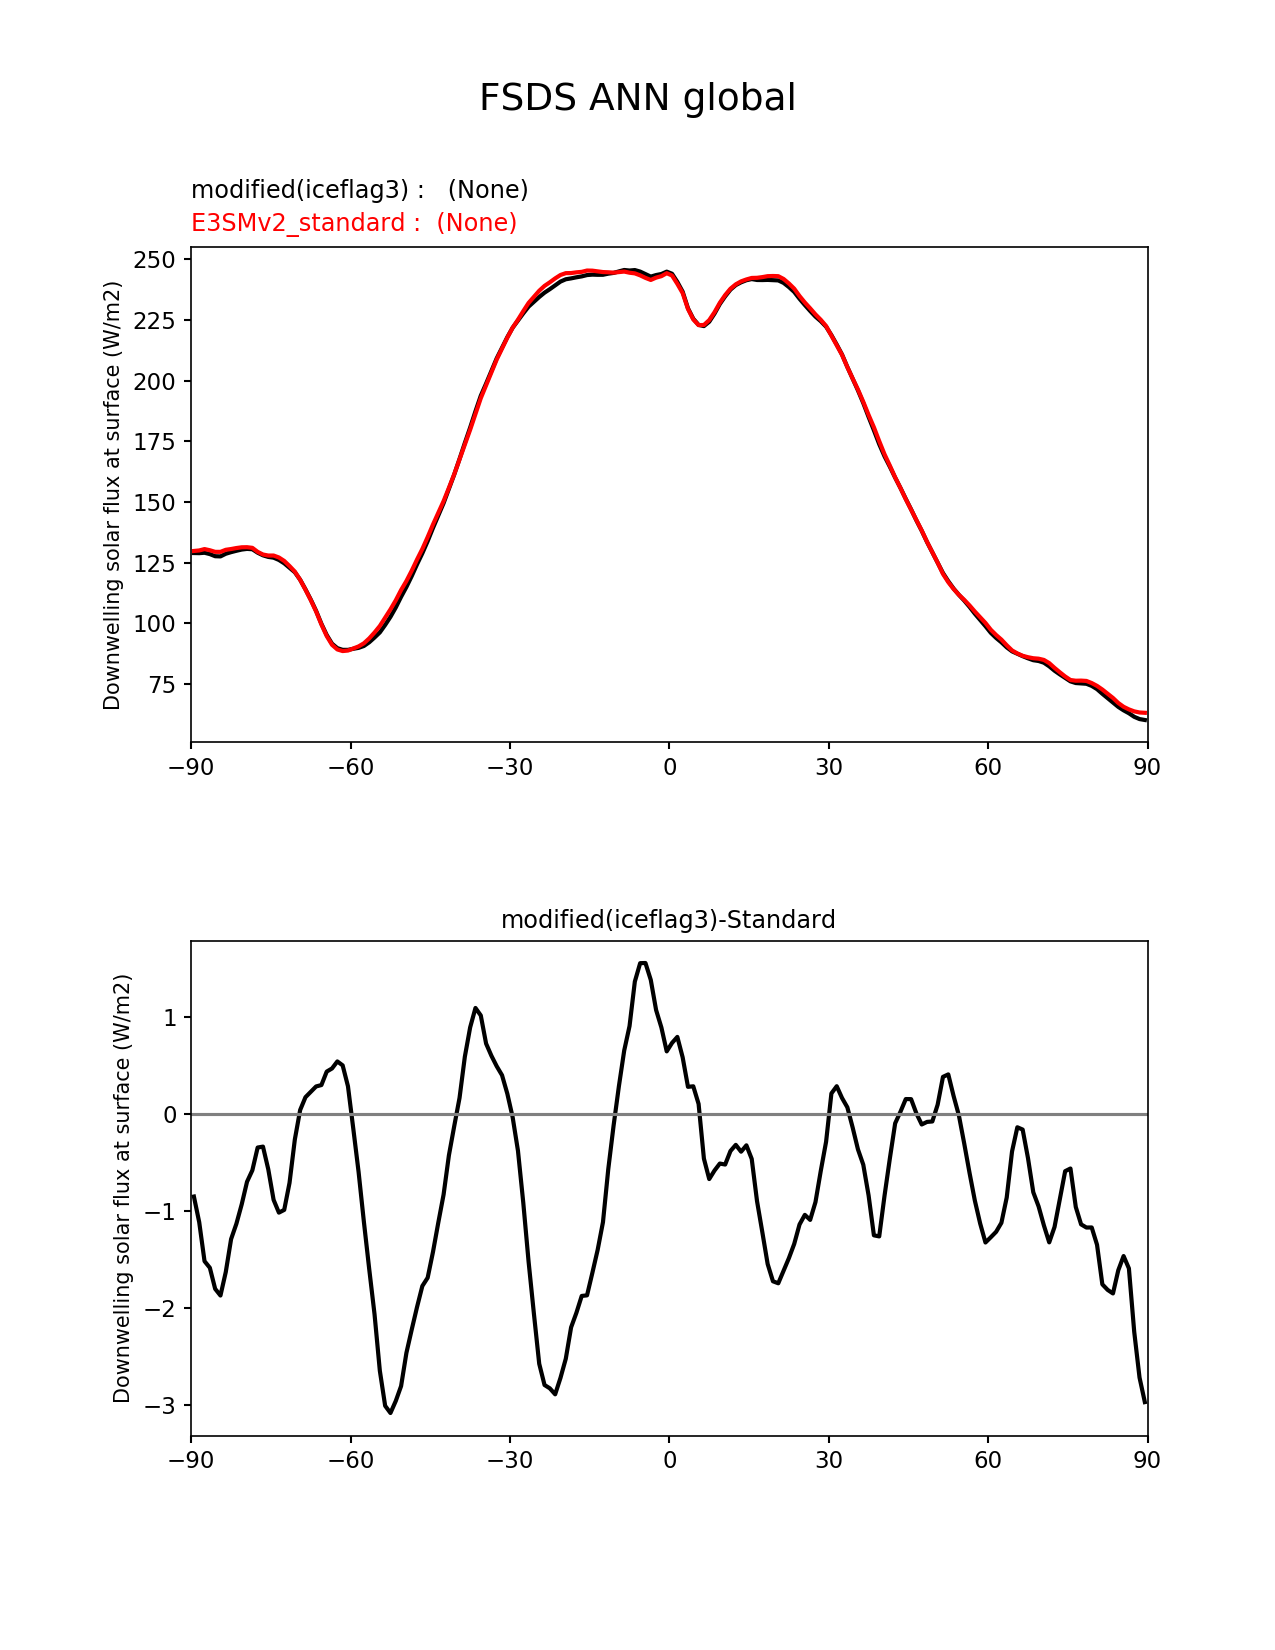 FSDS ANN global
modified(iceflag3) :   (None)
E3SMv2_standard :  (None)
Downwelling solar flux at surface (W/m2)
250
225
200
175
150
125
100
75
−90 −60 −30 0 30 60 90
modified(iceflag3)-Standard
Downwelling solar flux at surface (W/m2)
1
0
−1
−2
−3
−90 −60 −30 0 30 60 90